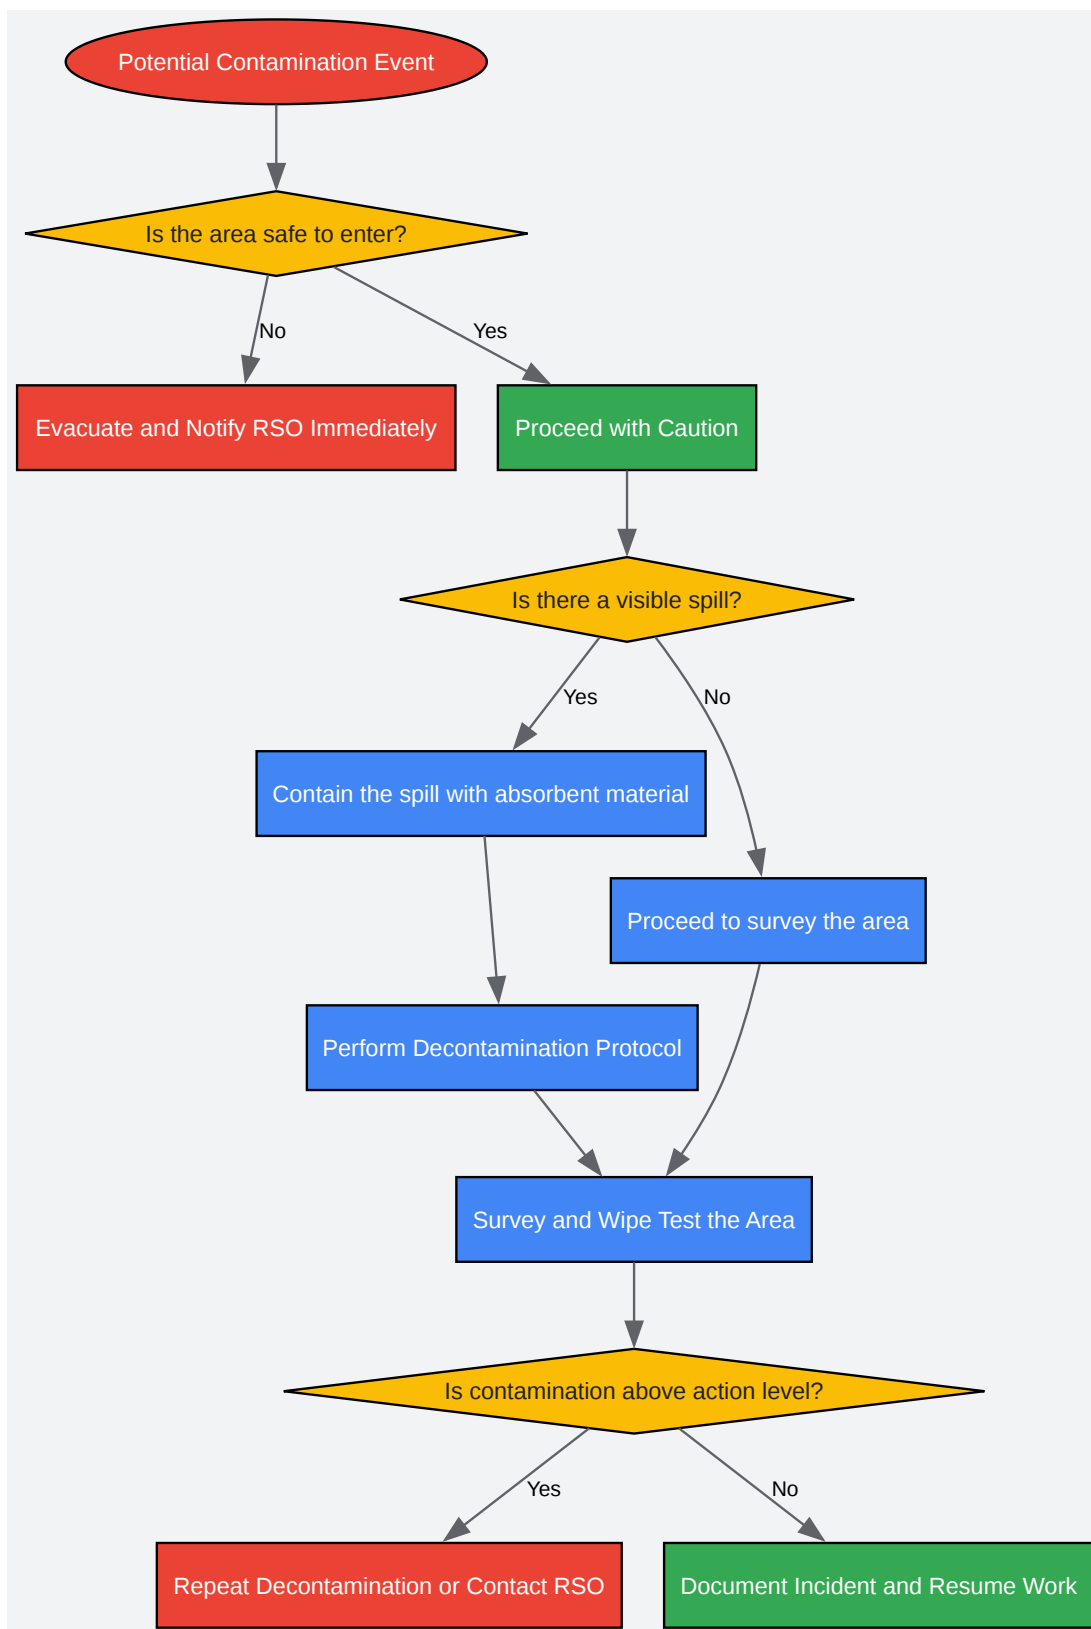 Potential Contamination Event
Is the area safe to enter?
No
Yes
Evacuate and Notify RSO Immediately
Proceed with Caution
Is there a visible spill?
Yes
No
Contain the spill with absorbent material
Proceed to survey the area
Perform Decontamination Protocol
Survey and Wipe Test the Area
Is contamination above action level?
Yes
No
Repeat Decontamination or Contact RSO
Document Incident and Resume Work